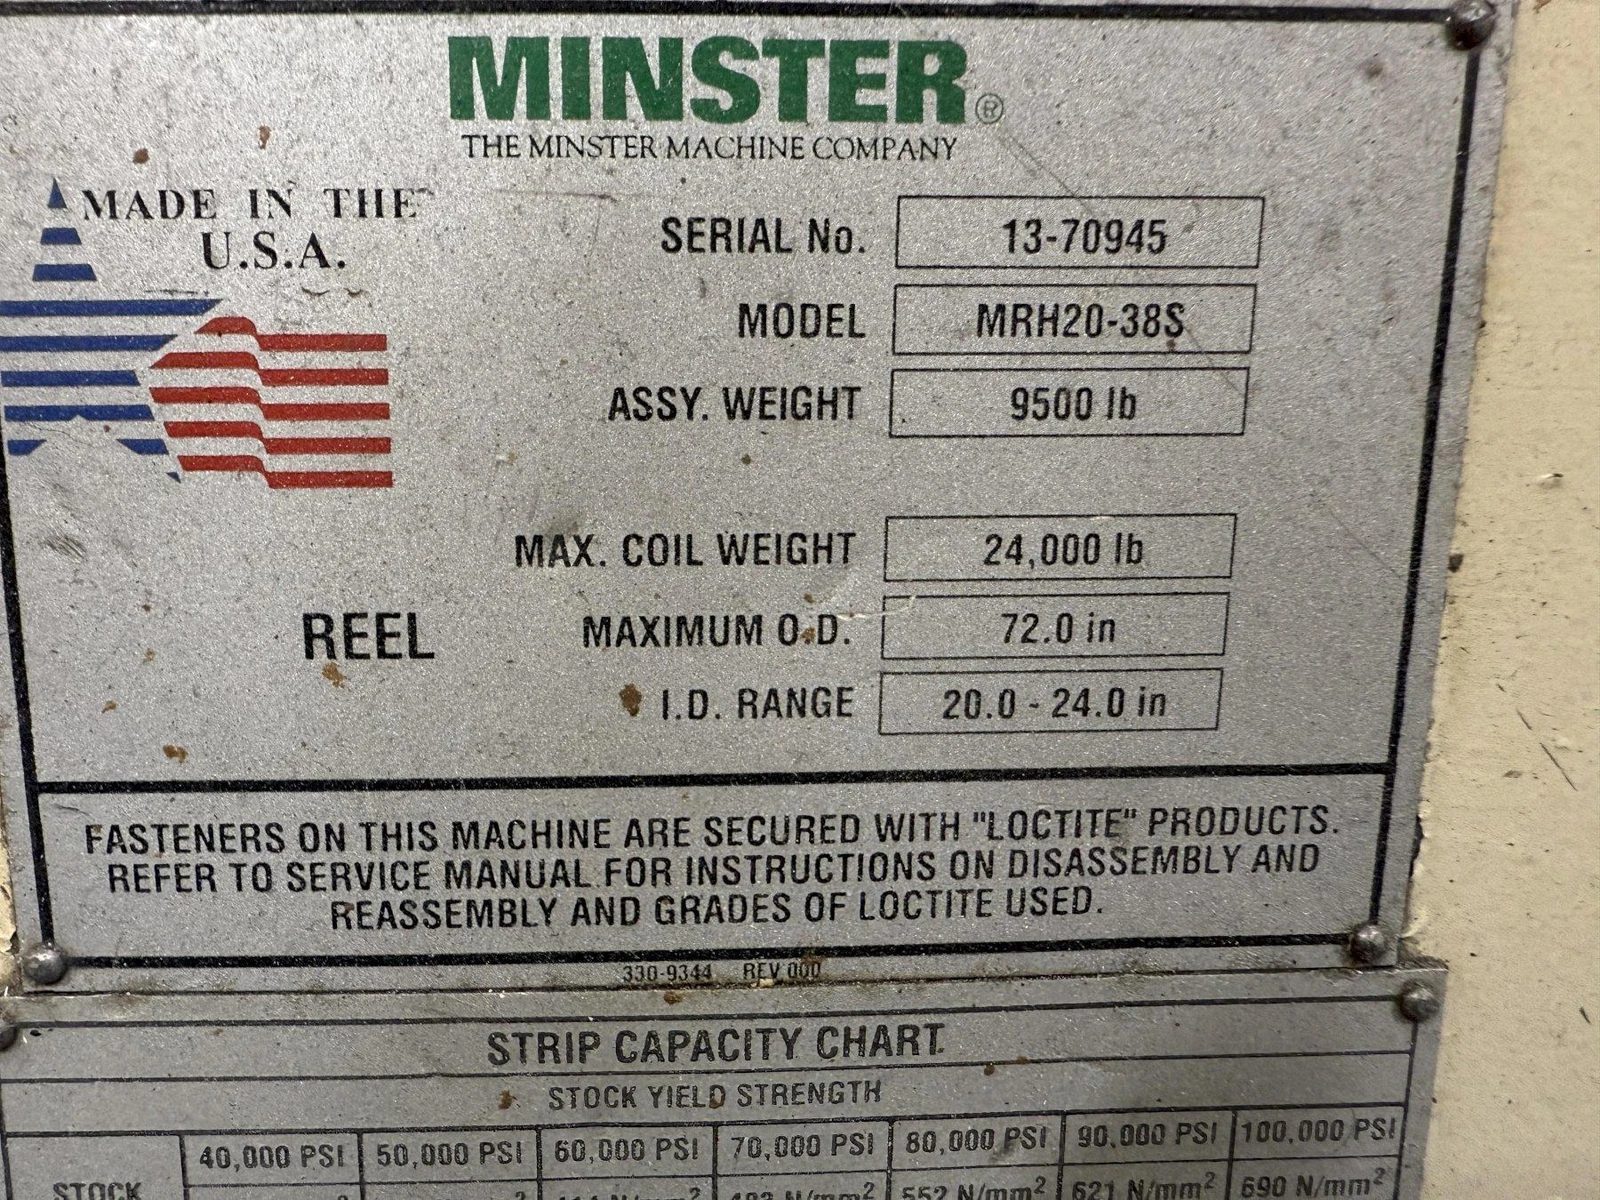 MINSTER®
THE MINSTER MACHINE COMPANY
MADE IN THE
U.S.A.
SERIAL No. 13-70945
MODEL MRH20-38S
ASSY. WEIGHT 9500 lb
MAX. COIL WEIGHT 24,000 lb
REEL MAXIMUM O.D. 72.0 in
I.D. RANGE 20.0 - 24.0 in
FASTENERS ON THIS MACHINE ARE SECURED WITH "LOCTITE" PRODUCTS.
REFER TO SERVICE MANUAL FOR INSTRUCTIONS ON DISASSEMBLY AND
REASSEMBLY AND GRADES OF LOCTITE USED.
330-9344 REV 000
STRIP CAPACITY CHART
STOCK YIELD STRENGTH
40,000 PSI 50,000 PSI 60,000 PSI 70,000 PSI 80,000 PSI 90,000 PSI 100,000 PSI
STOCK N/mm² N/mm² 552 N/mm² 621 N/mm² 690 N/mm²